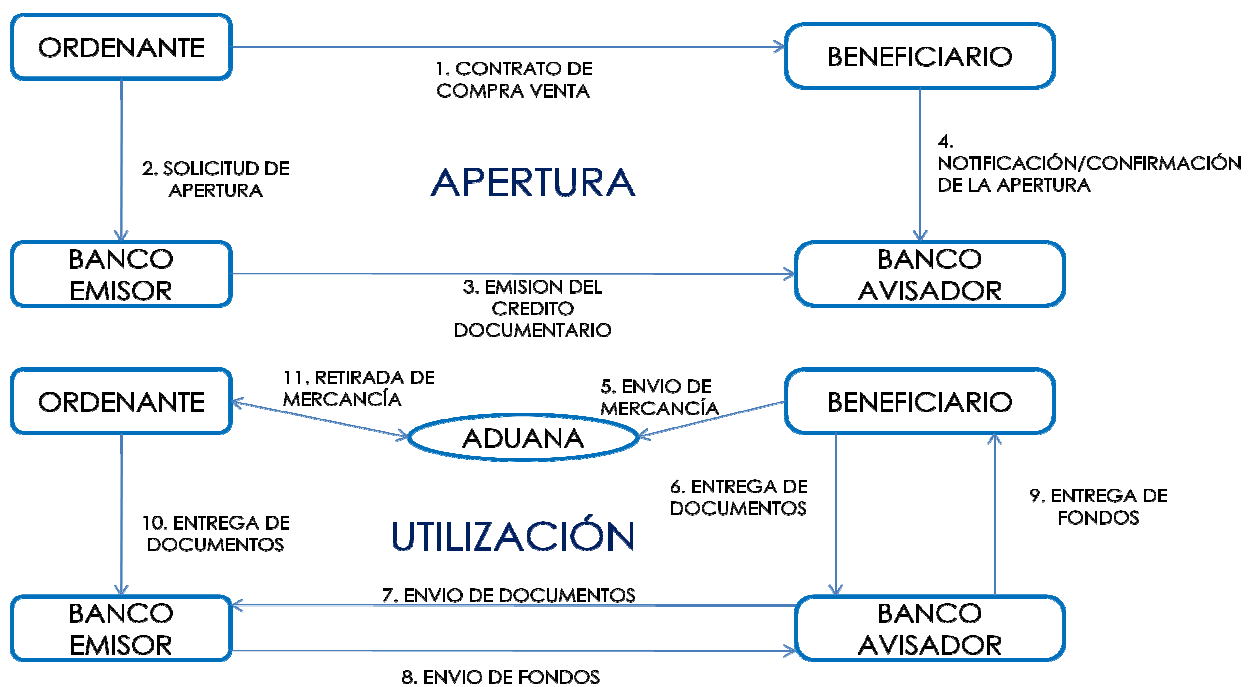 ORDENANTE
BENEFICIARIO
1. CONTRATO DE
COMPRA VENTA
2. SOLICITUD DE
APERTURA
APERTURA
4.
NOTIFICACIÓN/CONFIRMACIÓN
DE LA APERTURA
BANCO
EMISOR
BANCO
AVISADOR
3. EMISION DEL
CREDITO
DOCUMENTARIO
ORDENANTE
11. RETIRADA DE
MERCANCÍA
5. ENVIO DE
MERCANCÍA
BENEFICIARIO
ADUANA
6. ENTREGA DE
DOCUMENTOS
9. ENTREGA DE
FONDOS
10. ENTREGA DE
DOCUMENTOS
UTILIZACIÓN
7. ENVIO DE DOCUMENTOS
BANCO
EMISOR
BANCO
AVISADOR
8. ENVIO DE FONDOS